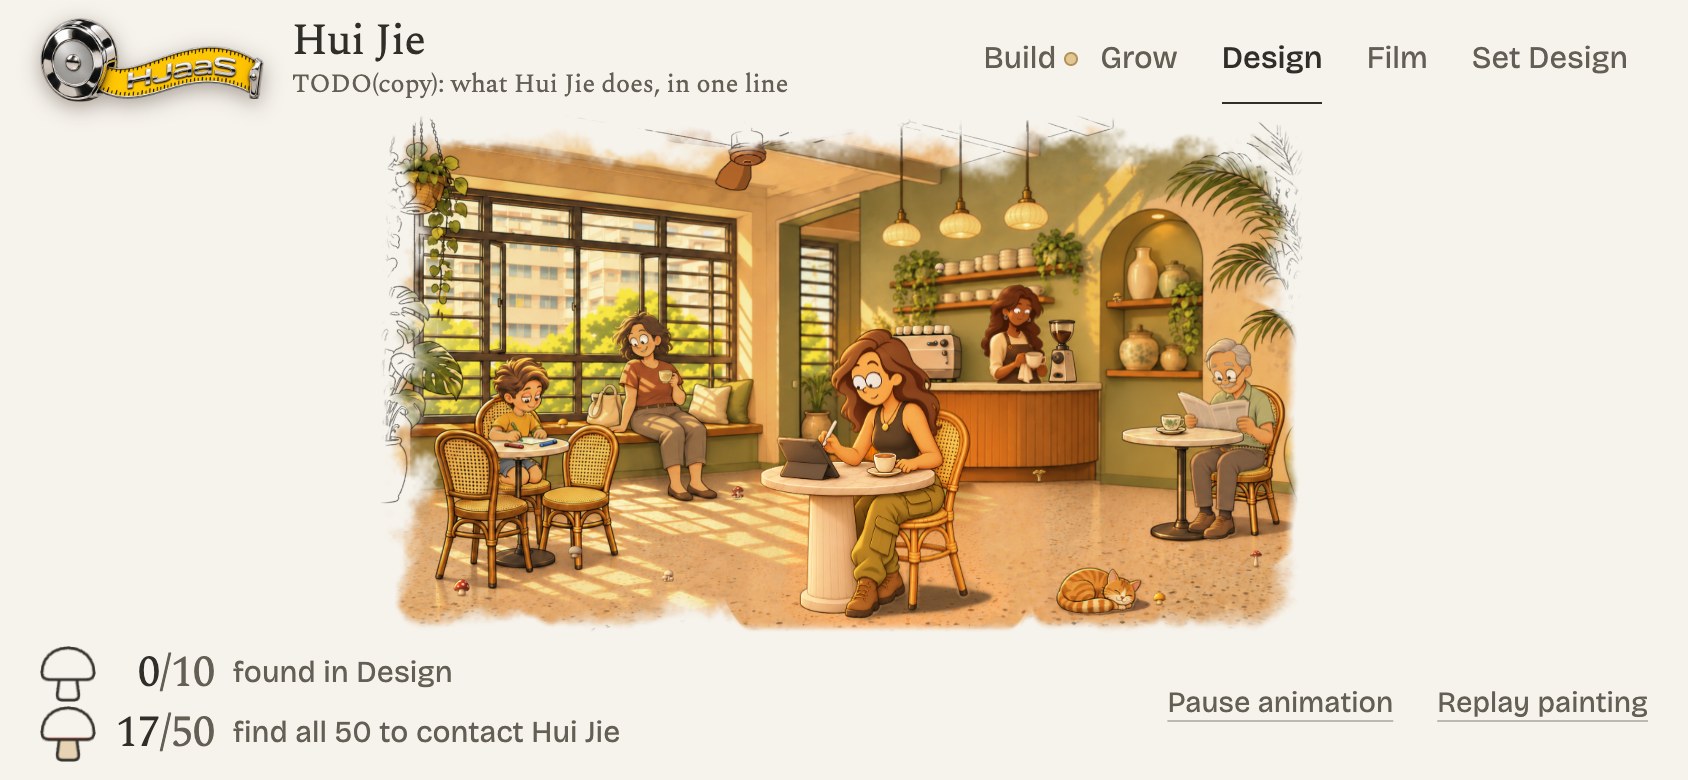 HJaaS
Hui Jie
TODO(copy): what Hui Jie does, in one line
Build
Grow
Design
Film
Set Design
0/10 found in Design
17/50 find all 50 to contact Hui Jie
Pause animation
Replay painting